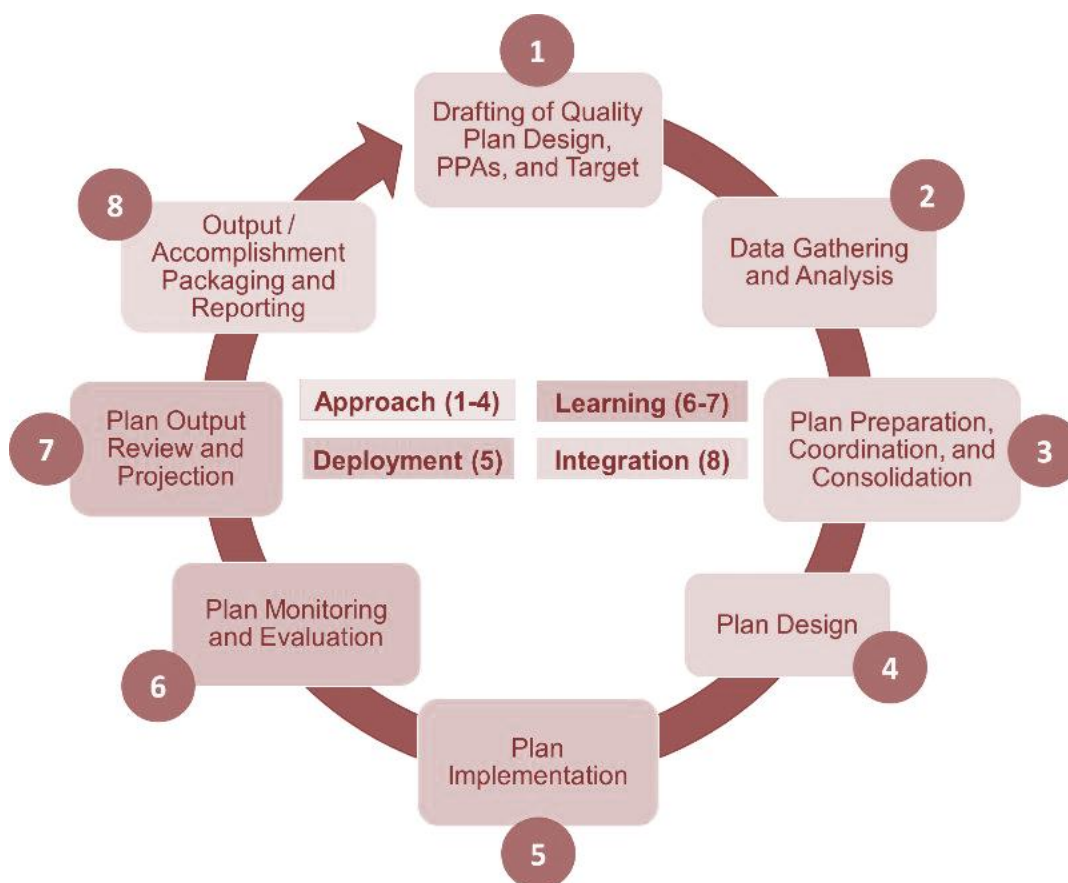 1
Drafting of Quality
Plan Design,
PPAs, and Target
2
Data Gathering
and Analysis
3
Plan Preparation,
Coordination, and
Consolidation
4
Plan Design
5
Plan
Implementation
6
Plan Monitoring
and Evaluation
7
Plan Output
Review and
Projection
8
Output /
Accomplishment
Packaging and
Reporting
Approach (1-4)
Learning (6-7)
Deployment (5)
Integration (8)